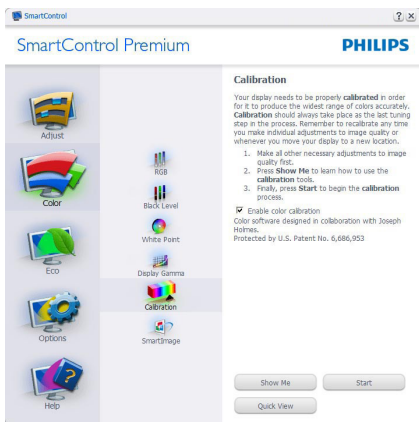 SmartControl
SmartControl Premium
PHILIPS
Adjust
Color
Eco
Options
Help
RGB
Black Level
White Point
Display Gamma
Calibration
SmartImage
Calibration
Your display needs to be properly calibrated in order
for it to produce the widest range of colors accurately.
Calibration should always take place as the last tuning
step in the process. Remember to recalibrate any time
you make individual adjustments to image quality or
whenever you move your display to a new location.
1. Make all other necessary adjustments to image
quality first.
2. Press Show Me to learn how to use the
calibration tools.
3. Finally, press Start to begin the calibration
process.
Enable color calibration
Color software designed in collaboration with Joseph
Holmes.
Protected by U.S. Patent No. 6,686,953
Show Me
Start
Quick View